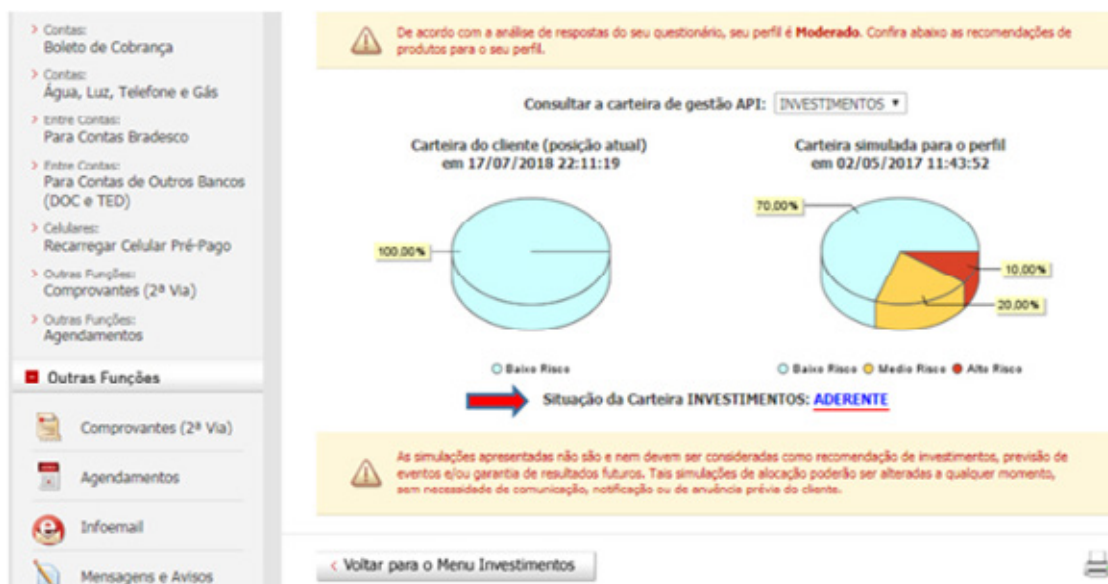 Contas:
Boleto de Cobrança
Contas:
Água, Luz, Telefone e Gás
Entre Contas:
Para Contas Bradesco
Entre Contas:
Para Contas de Outros Bancos
(DOC e TED)
Celulares:
Recarregar Celular Pré-Pago
Outras Funções:
Comprovantes (2ª Via)
Outras Funções:
Agendamentos
Outras Funções
Comprovantes (2ª Via)
Agendamentos
Infoemail
Mensagens e Avisos
De acordo com a análise de respostas do seu questionário, seu perfil é Moderado. Confira abaixo as recomendações de
produtos para o seu perfil.
Consultar a carteira de gestão API: INVESTIMENTOS
Carteira do cliente (posição atual)
em 17/07/2018 22:11:19
100,00%
Baixo Risco
Carteira simulada para o perfil
em 02/05/2017 11:43:52
70,00%
10,00%
20,00%
Baixo Risco Medio Risco Alto Risco
Situação da Carteira INVESTIMENTOS: ADERENTE
As simulações apresentadas não são e nem devem ser consideradas como recomendação de investimentos, previsão de
eventos e/ou garantia de resultados futuros. Tais simulações de alocação poderão ser alteradas a qualquer momento,
sem necessidade de comunicação, notificação ou de anuência prévia do cliente.
< Voltar para o Menu Investimentos